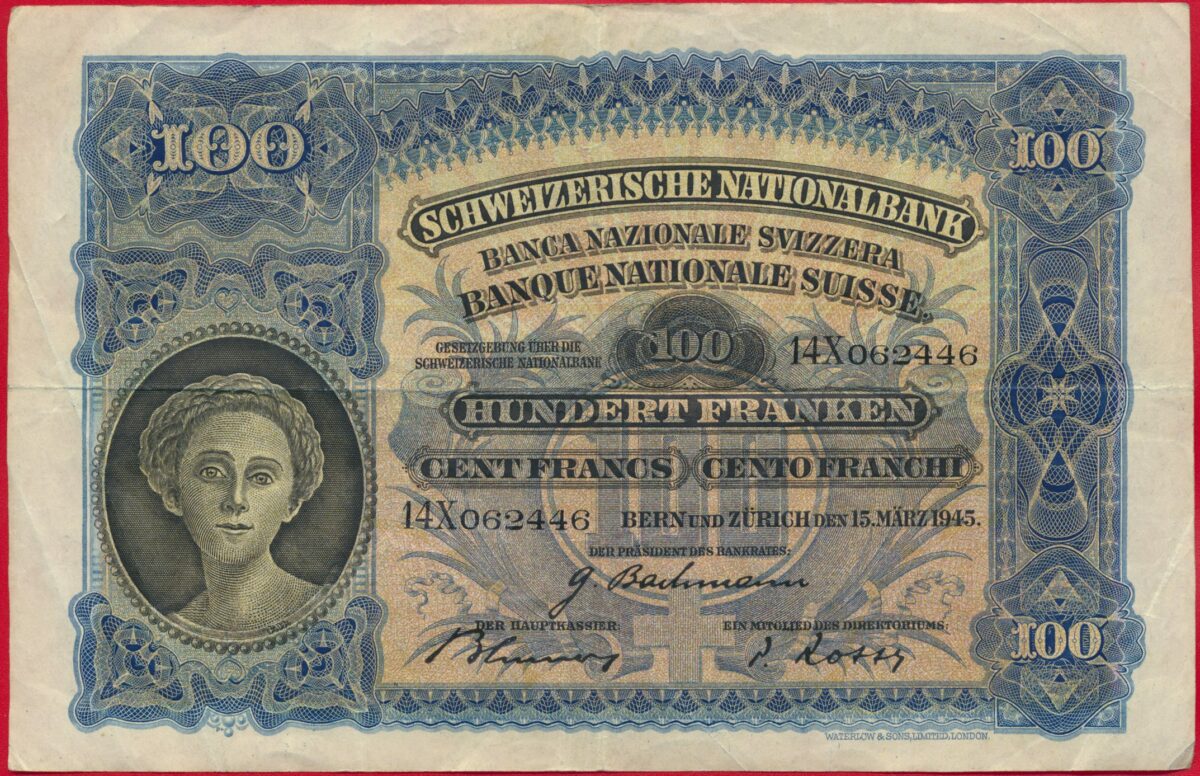 100
100
SCHWEIZERISCHE NATIONALBANK
BANCA NAZIONALE SVIZZERA
BANQUE NATIONALE SUISSE.
GESETZGEBUNG ÜBER DIE
SCHWEIZERISCHE NATIONALBANK
100
14X062446
HUNDERT FRANKEN
100
CENT FRANCS
CENTO FRANCHI
14X062446
BERN UND ZÜRICH DEN 15. MÄRZ 1945.
DER PRÄSIDENT DES BANKRATES:
G. Bachmann
DER HAUPTKASSIER:
EIN MITGLIED DES DIREKTORIUMS:
Blumer
P. Rossy
100
WATERLOW & SONS, LIMITED, LONDON.